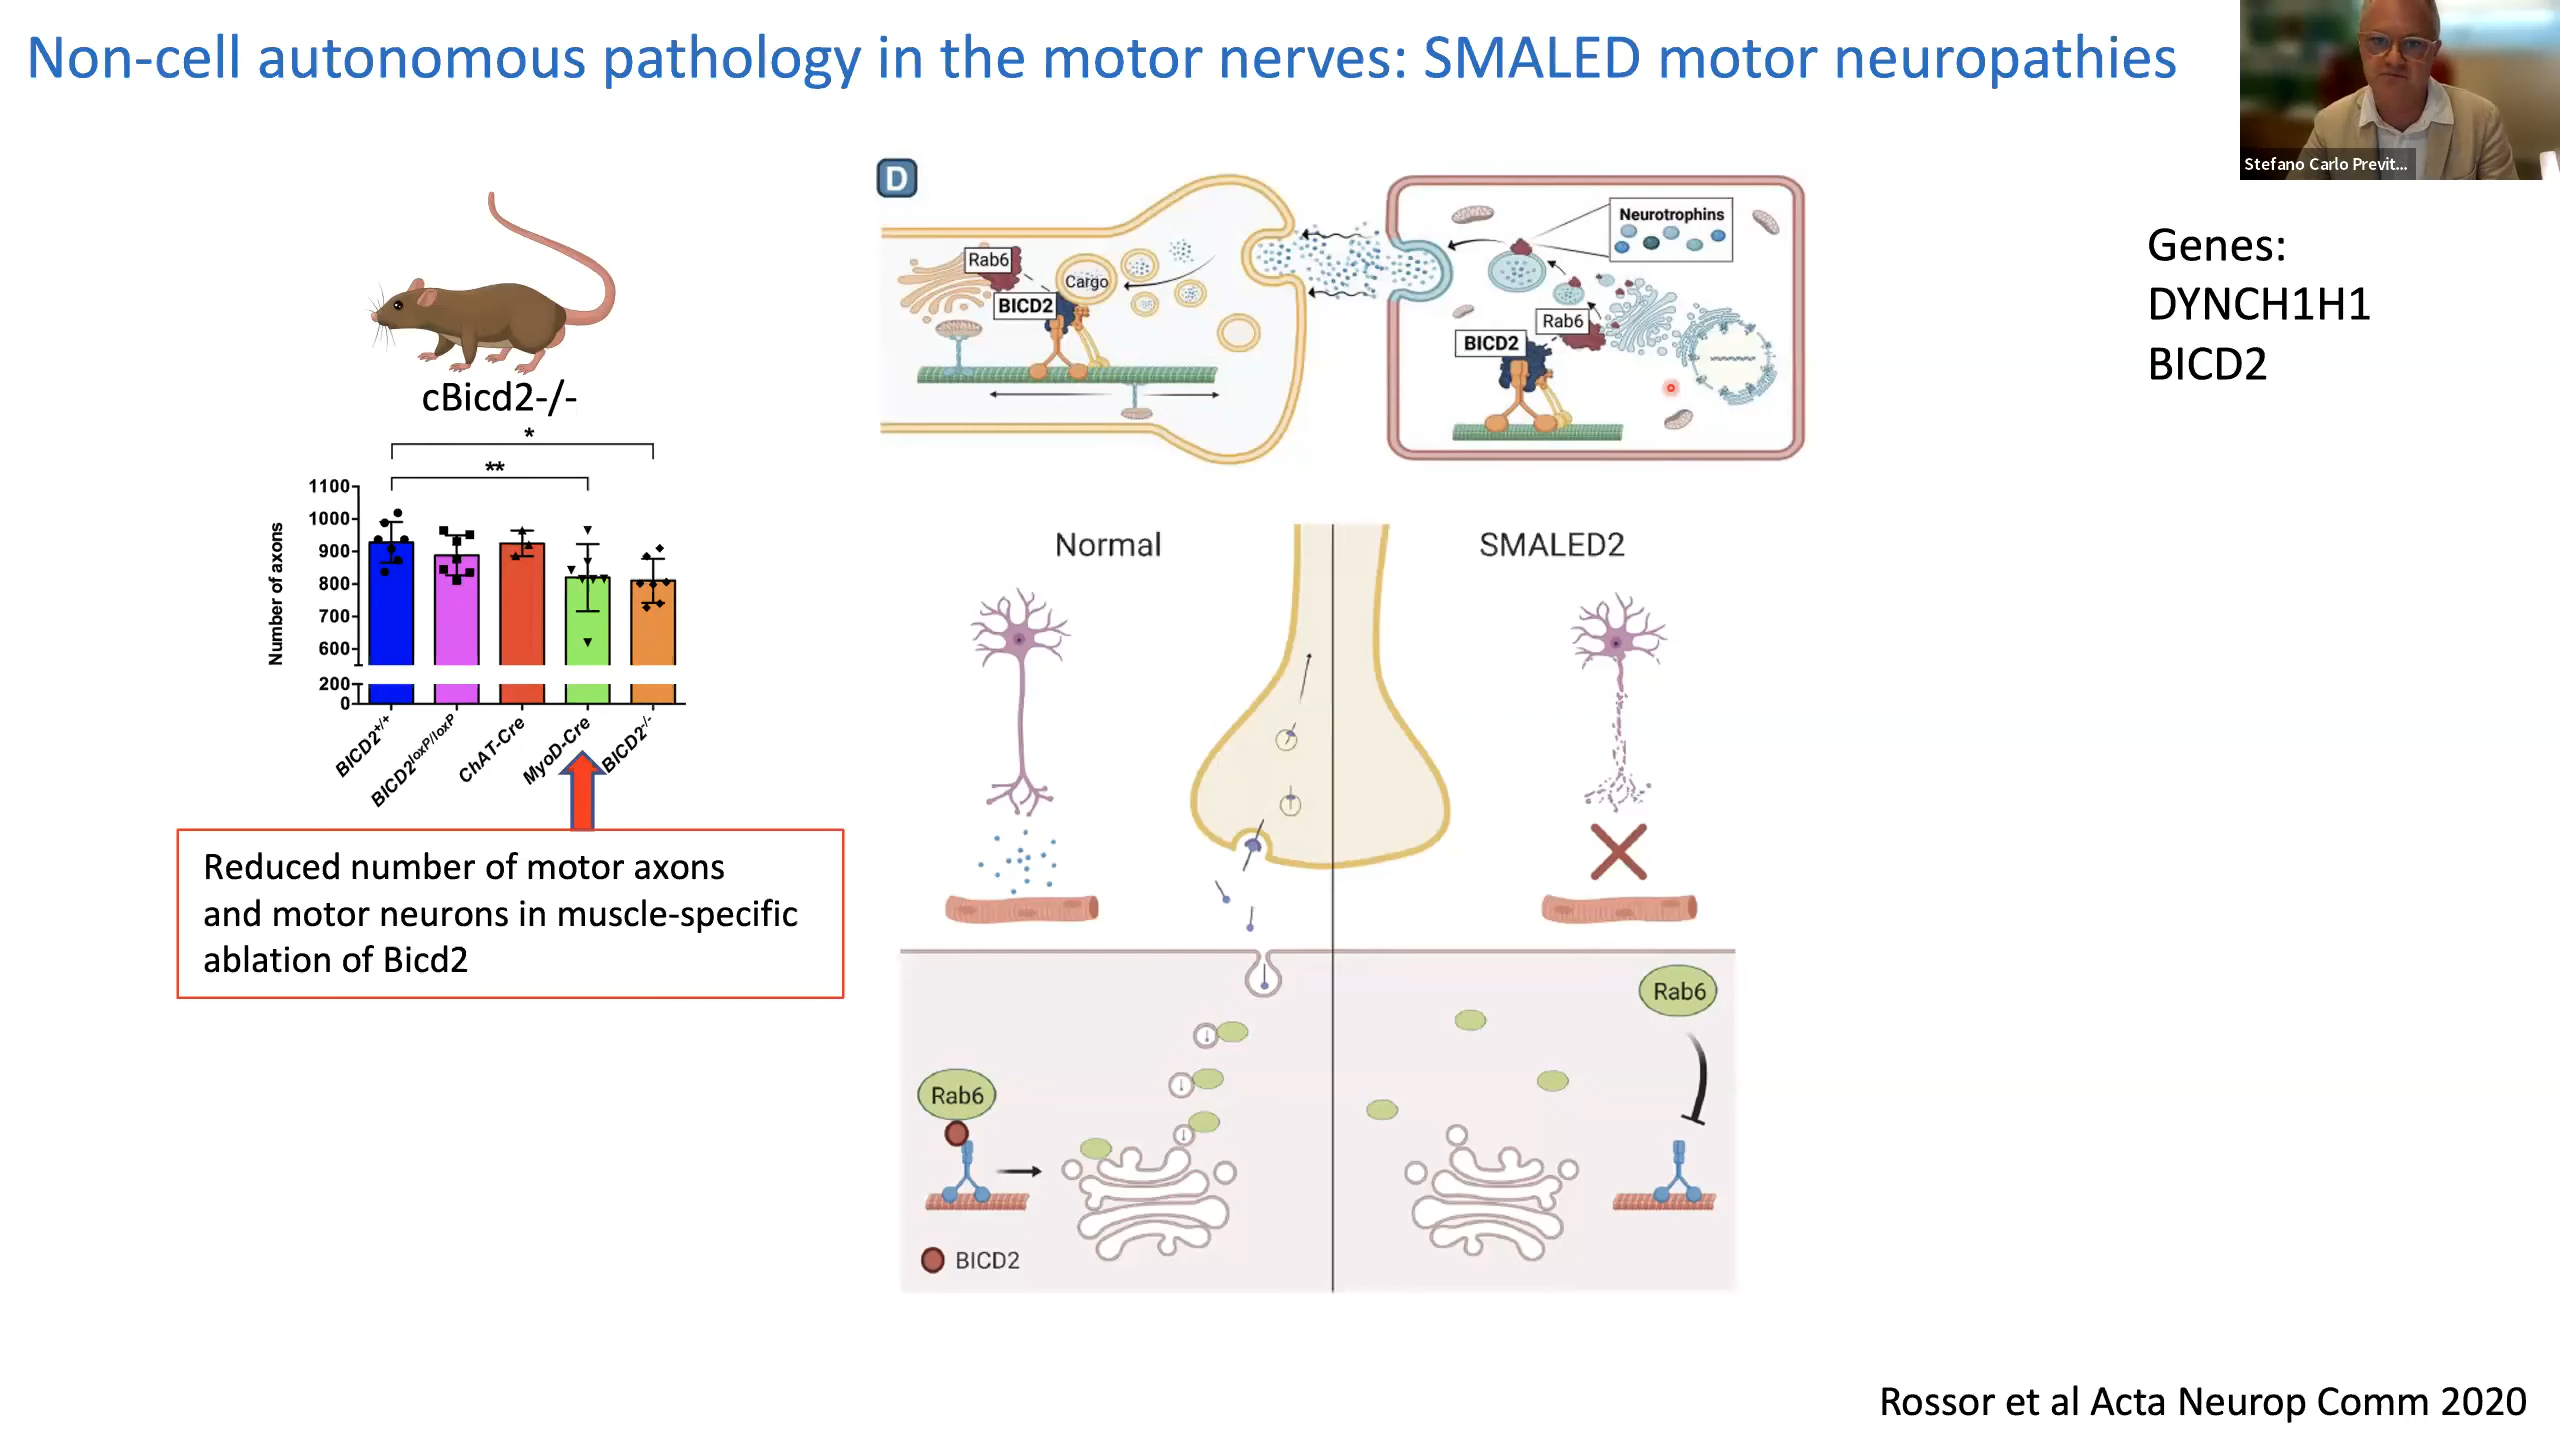 Non-cell autonomous pathology in the motor nerves: SMALED motor neuropathies
Stefano Carlo Previt...
D
Rab6
Cargo
BICD2
Neurotrophins
Rab6
BICD2
Genes:
DYNCH1H1
BICD2
cBicd2-/-
*
**
1100
1000
900
800
700
600
200
0
Number of axons
BICD2+/+
BICD2loxP/loxP
ChAT-Cre
MyoD-Cre
BICD2-/-
Reduced number of motor axons
and motor neurons in muscle-specific
ablation of Bicd2
Normal
SMALED2
Rab6
Rab6
BICD2
Rossor et al Acta Neurop Comm 2020